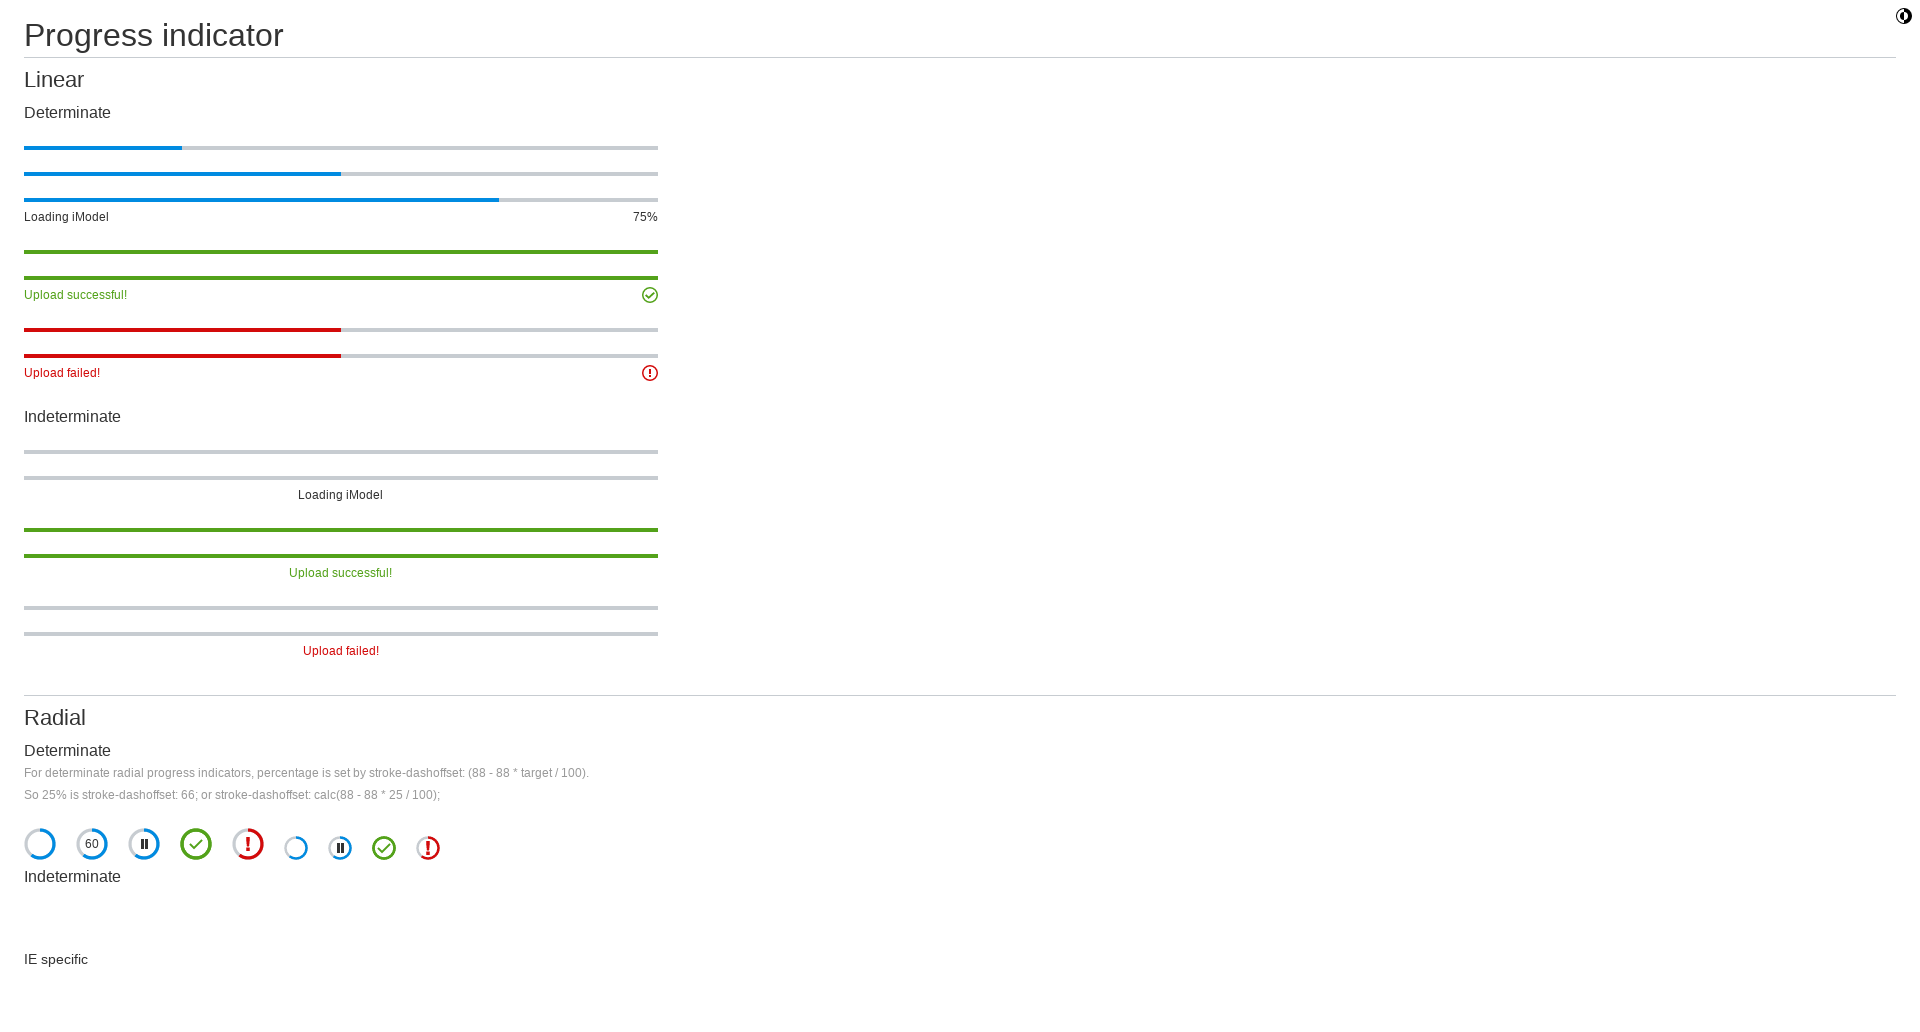 Progress indicator
Linear
Determinate
Loading iModel 75%
Upload successful!
Upload failed!
Indeterminate
Loading iModel
Upload successful!
Upload failed!
Radial
Determinate
For determinate radial progress indicators, percentage is set by stroke-dashoffset: (88 - 88 * target / 100).
So 25% is stroke-dashoffset: 66; or stroke-dashoffset: calc(88 - 88 * 25 / 100);
60
Indeterminate
IE specific